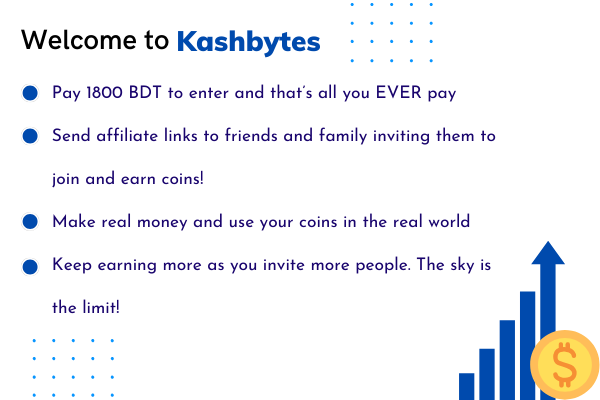 Welcome to Kashbytes
Pay 1800 BDT to enter and that's all you EVER pay
Send affiliate links to friends and family inviting them to
join and earn coins!
Make real money and use your coins in the real world
Keep earning more as you invite more people. The sky is
the limit!
$